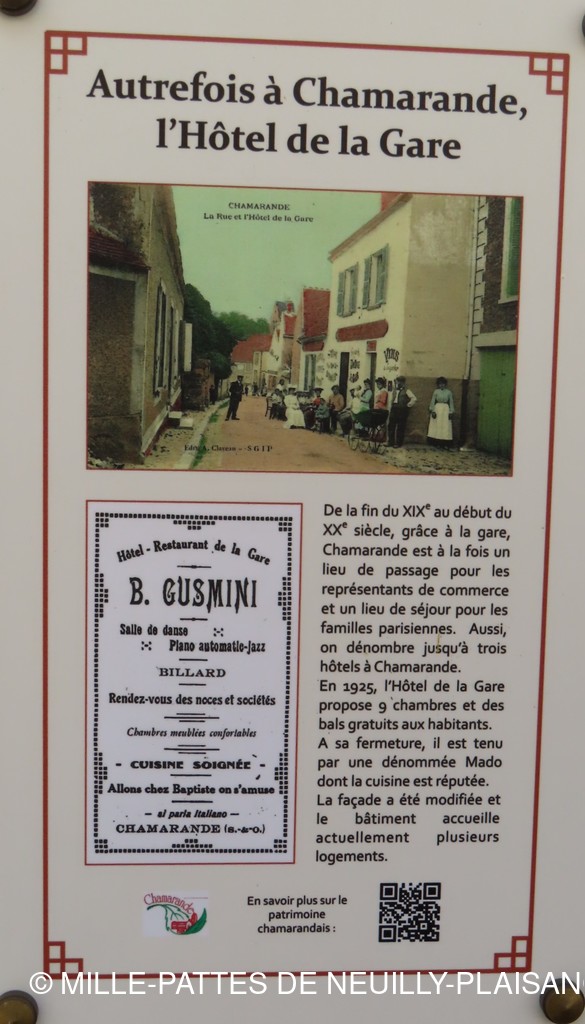 Autrefois à Chamarande,
l'Hôtel de la Gare
CHAMARANDE
La Rue et l'Hôtel de la Gare
VINS
De la fin du XIXe au début du
XXe siècle, grâce à la gare,
Chamarande est à la fois un
lieu de passage pour les
représentants de commerce
et un lieu de séjour pour les
familles parisiennes. Aussi,
on dénombre jusqu'à trois
hôtels à Chamarande.
En 1925, l'Hôtel de la Gare
propose 9 chambres et des
bals gratuits aux habitants.
A sa fermeture, il est tenu
par une dénommée Mado
dont la cuisine est réputée.
La façade a été modifiée et
le bâtiment accueille
actuellement plusieurs
logements.
Hôtel-Restaurant de la Gare
B. GUSMINI
Salle de danse
Piano automatic-jazz
BILLARD
Rendez-vous des noces et sociétés
Chambres meublées confortables
- CUISINE SOIGNÉE -
Allons chez Baptiste on s'amuse
— si parla italiano —
CHAMARANDE (S.-&-O.)
Chamarande
En savoir plus sur le
patrimoine
chamarandais :
© MILLE-PATTES DE NEUILLY-PLAISAN